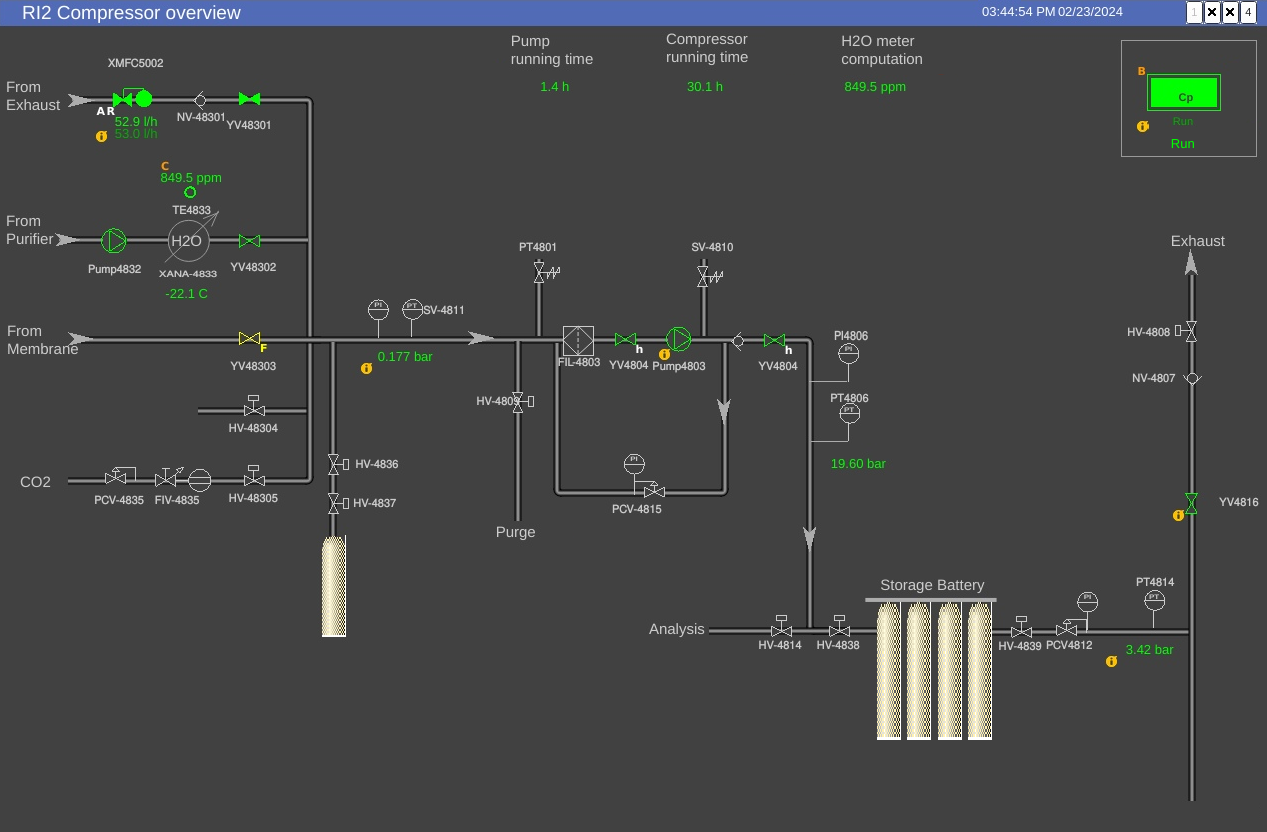 RI2 Compressor overview
03:44:54 PM 02/23/2024
1
4
Pump
running time
1.4 h
Compressor
running time
30.1 h
H2O meter
computation
849.5 ppm
B
Cp
i
Run
Run
XMFC5002
From
Exhaust
A R
52.9 l/h
53.0 l/h
i
NV-48301
YV48301
C
849.5 ppm
TE4833
From
Purifier
H2O
Pump4832
XANA-4833
YV48302
-22.1 C
From
Membrane
F
YV48303
PI
PT
SV-4811
0.177 bar
i
PT4801
SV-4810
FIL-4803
h
YV4804
i
Pump4803
h
YV4804
PI4806
PI
PT4806
PT
19.60 bar
HV-4809
HV-48304
CO2
PCV-4835
FIV-4835
HV-48305
HV-4836
HV-4837
PI
PCV-4815
Purge
Exhaust
HV-4808
NV-4807
YV4816
i
Storage Battery
Analysis
HV-4814
HV-4838
HV-4839
PI
PCV4812
PT4814
PT
3.42 bar
i